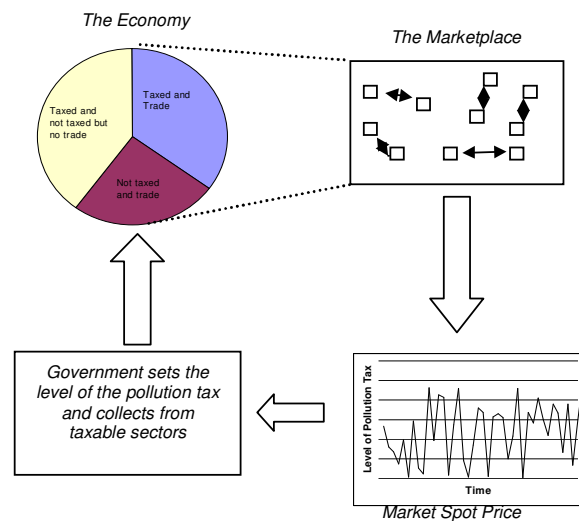 The Economy
The Marketplace
Taxed and
not taxed but
no trade
Taxed and
Trade
Not taxed
and trade
Government sets the
level of the pollution tax
and collects from
taxable sectors
Level of Pollution Tax
Time
Market Spot Price